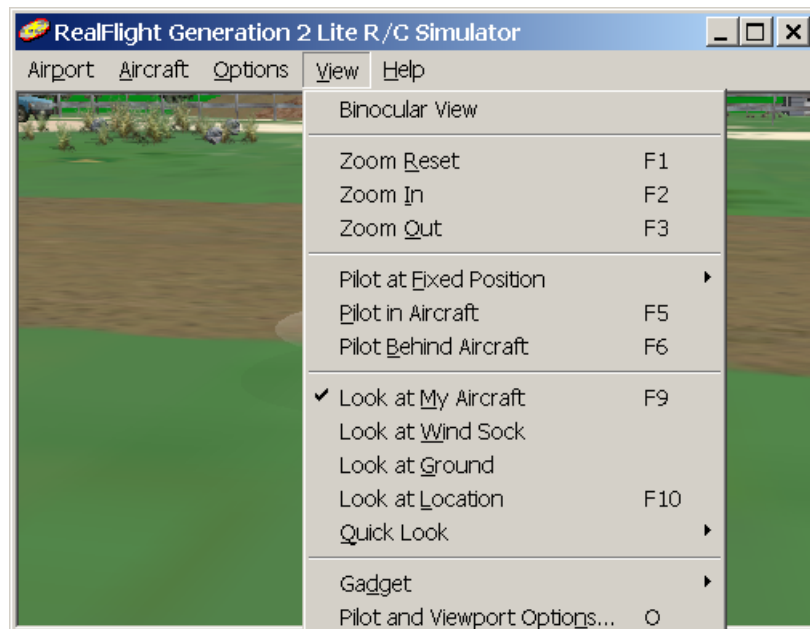 RealFlight Generation 2 Lite R/C Simulator
Airport Aircraft Options View Help
Binocular View
Zoom Reset F1
Zoom In F2
Zoom Out F3
Pilot at Fixed Position
Pilot in Aircraft F5
Pilot Behind Aircraft F6
Look at My Aircraft F9
Look at Wind Sock
Look at Ground
Look at Location F10
Quick Look
Gadget
Pilot and Viewport Options... O